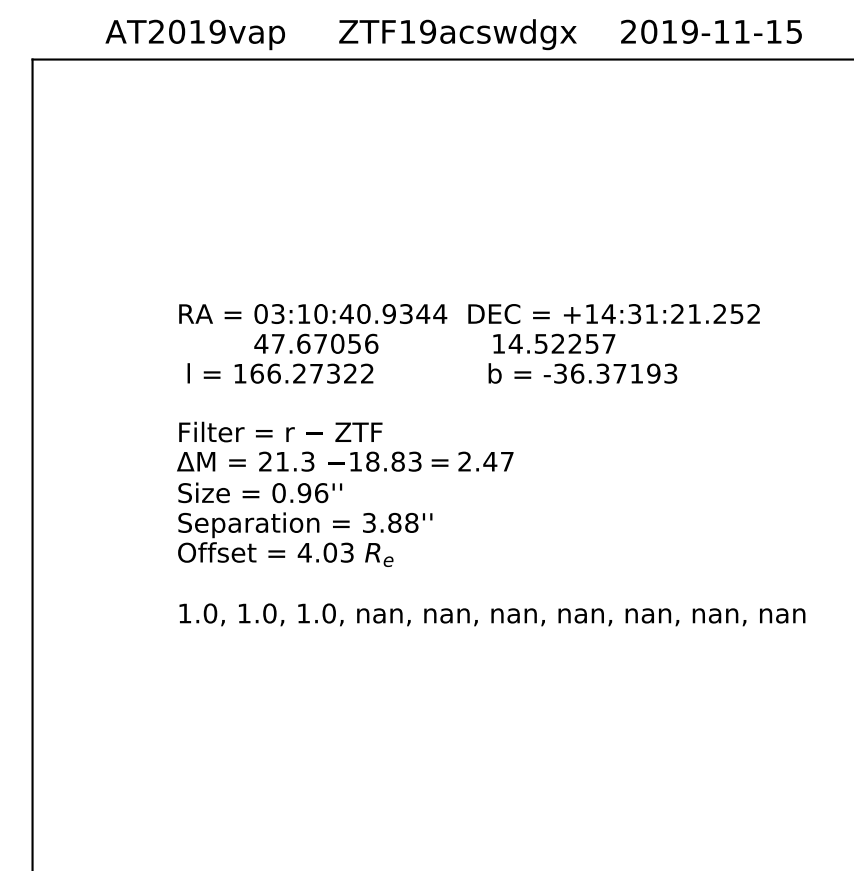 AT2019vap ZTF19acswdgx 2019-11-15
RA = 03:10:40.9344 DEC = +14:31:21.252
47.67056 14.52257
l = 166.27322 b = -36.37193
Filter = r − ZTF
ΔM = 21.3 −18.83 = 2.47
Size = 0.96''
Separation = 3.88''
Offset = 4.03 Rₑ
1.0, 1.0, 1.0, nan, nan, nan, nan, nan, nan, nan